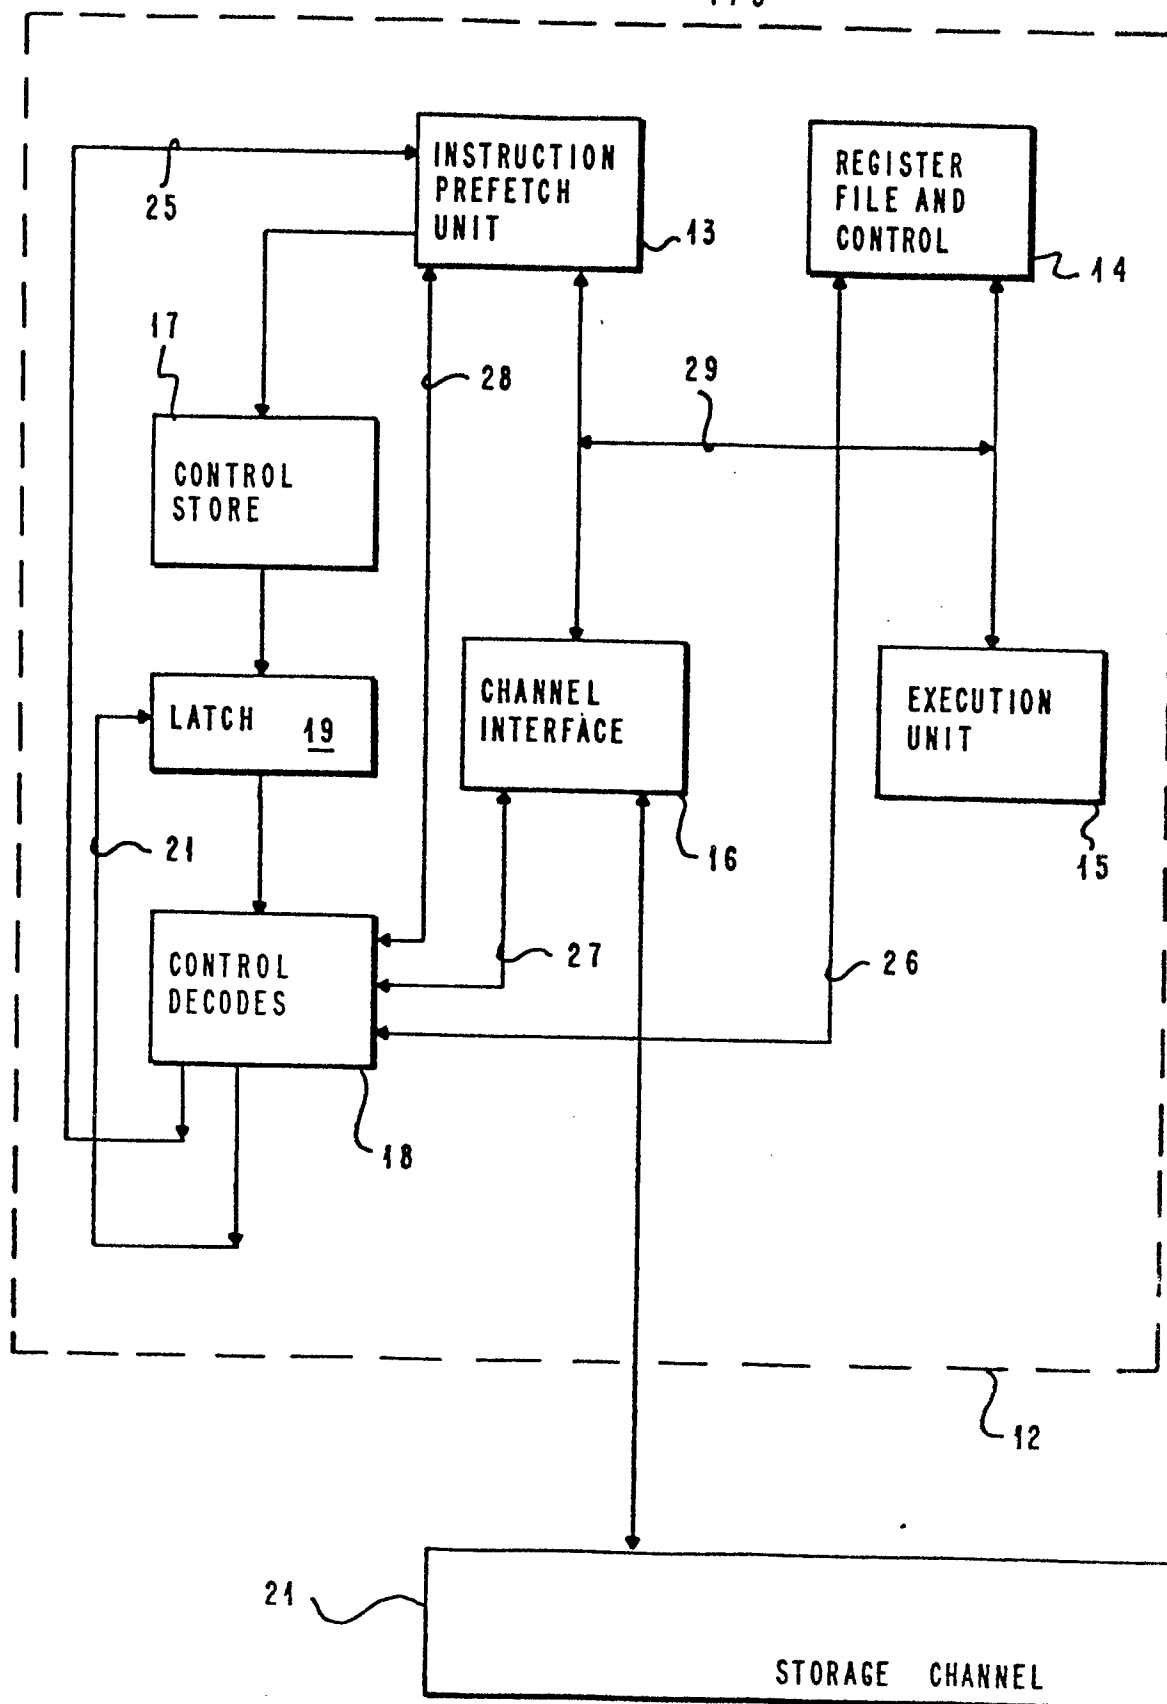 25
INSTRUCTION
PREFETCH
UNIT
13
REGISTER
FILE AND
CONTROL
14
17
28
29
CONTROL
STORE
LATCH 19
CHANNEL
INTERFACE
EXECUTION
UNIT
21
16
15
CONTROL
DECODES
27
26
18
12
21
STORAGE CHANNEL